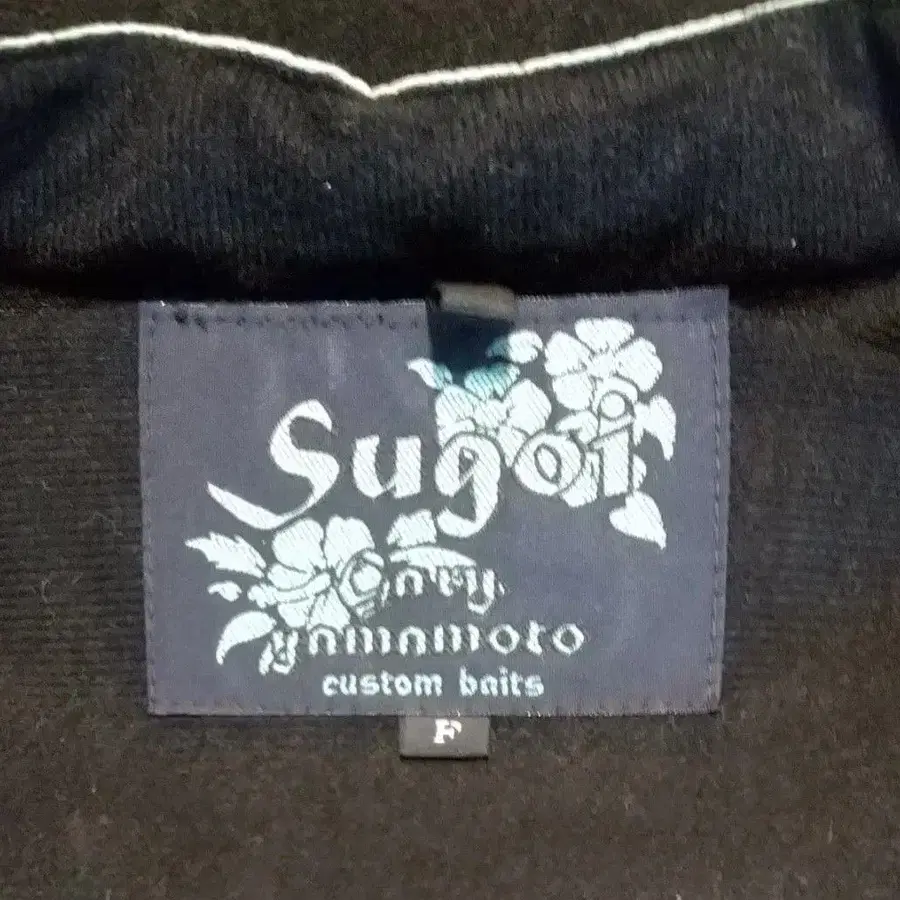 Sugoi
Gary
yamamoto
custom baits
F